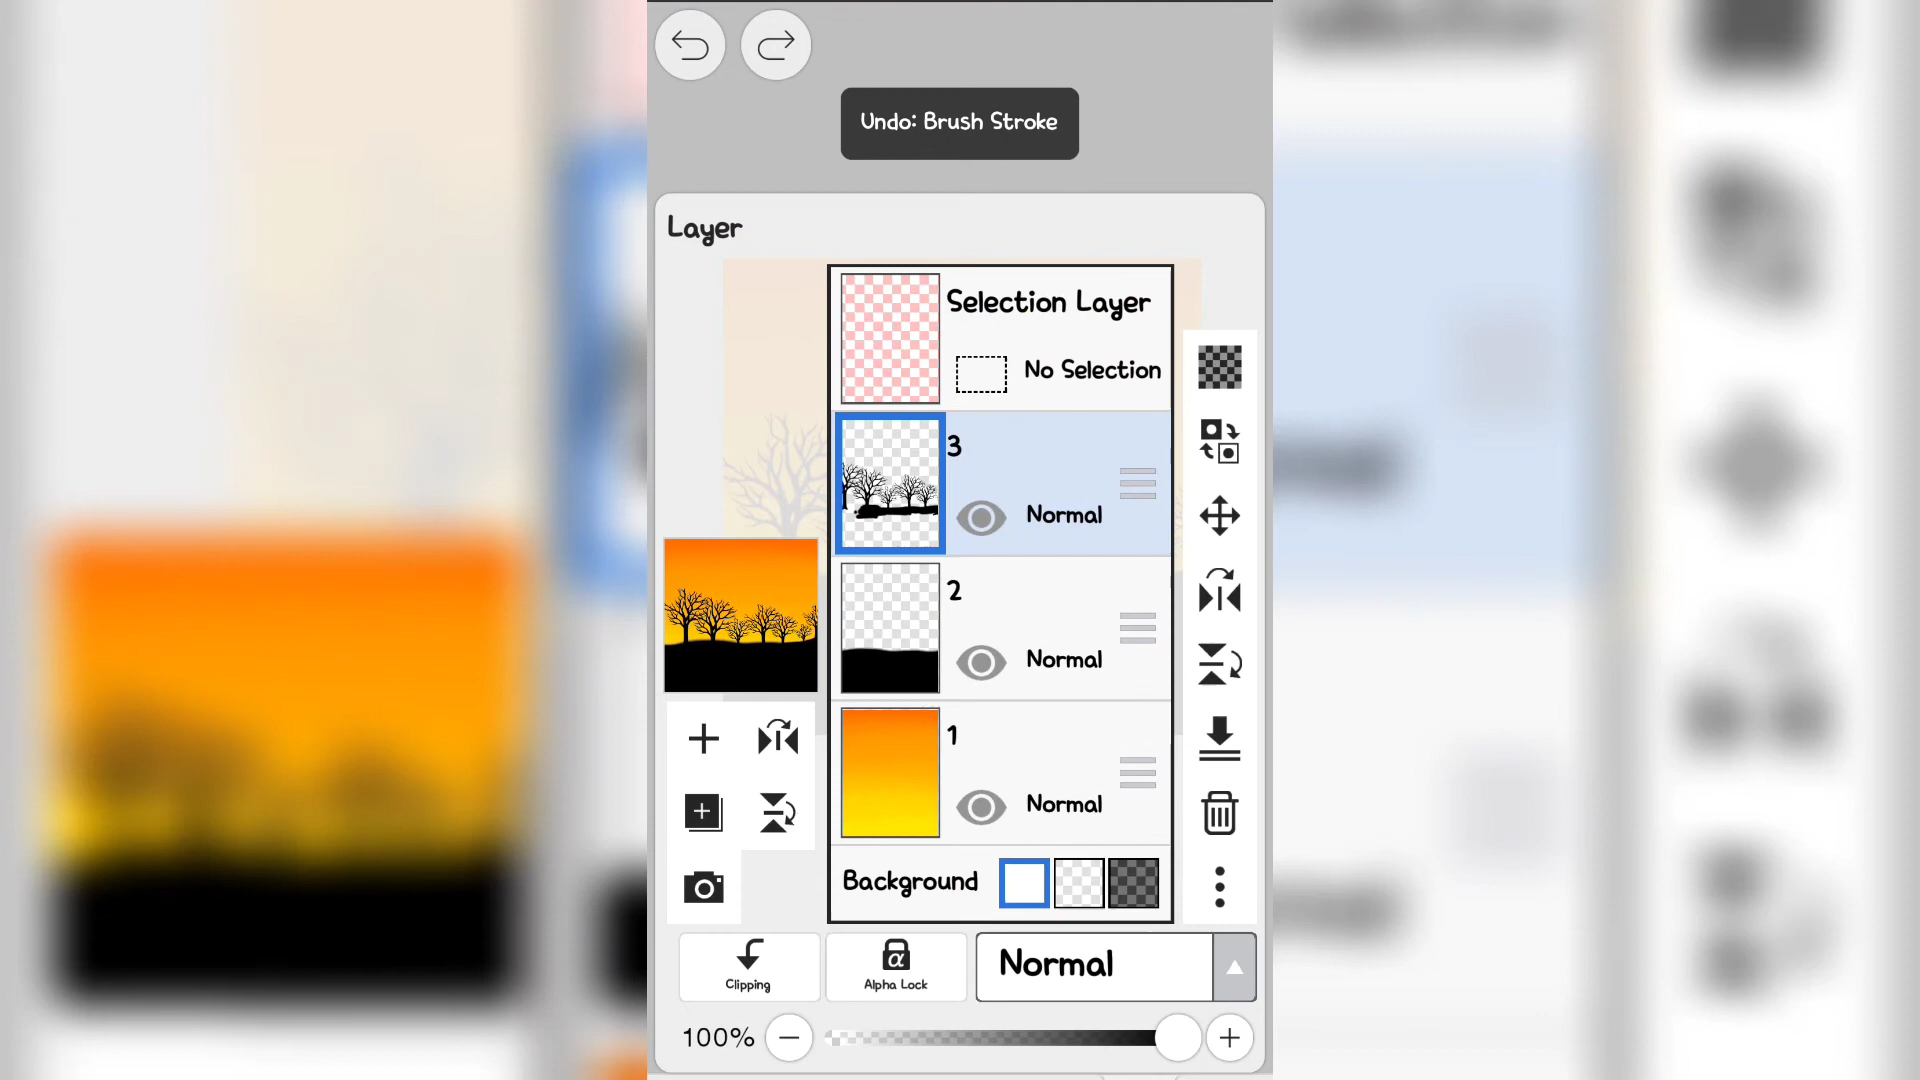 Undo: Brush Stroke
Layer
Selection Layer
No Selection
3
Normal
2
Normal
1
Normal
Background
Clipping
α
Alpha Lock
Normal
100%